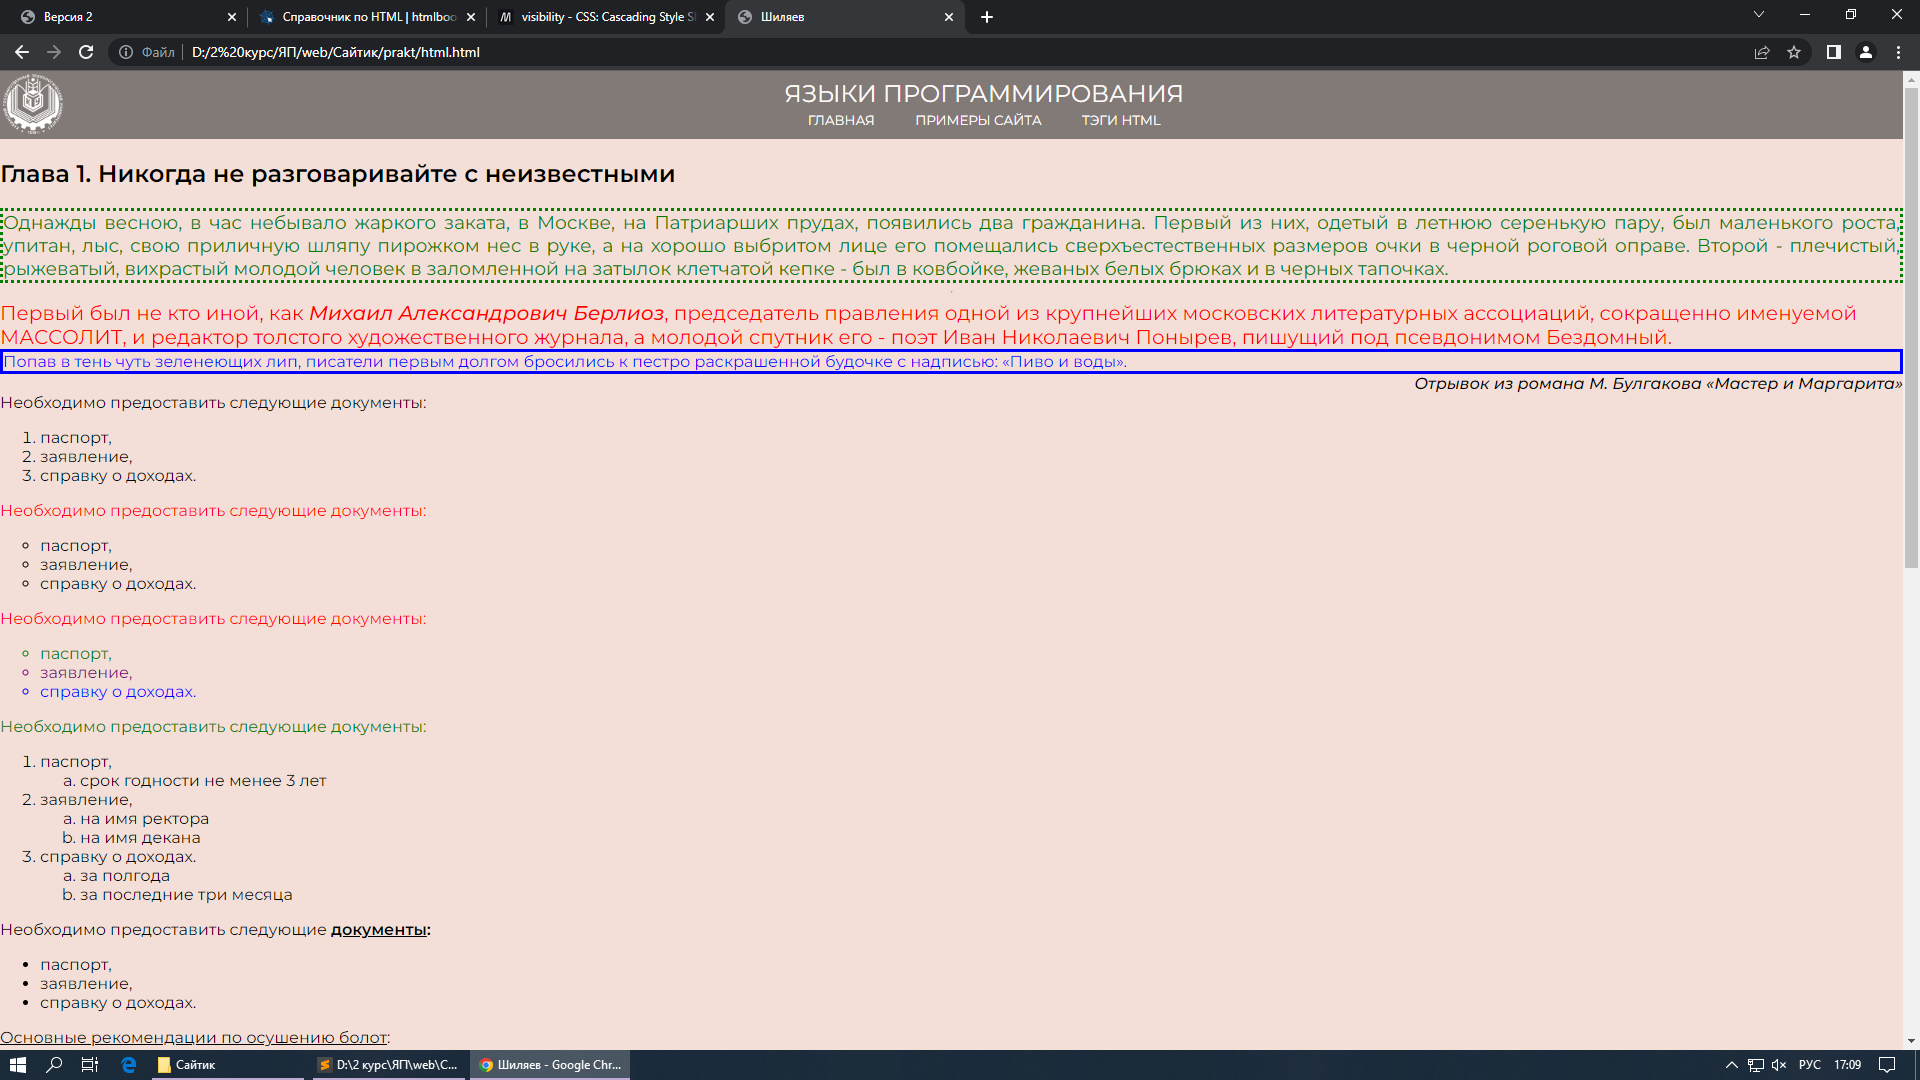 Версия 2
Справочник по HTML | htmlboo
visibility - CSS: Cascading Style S
Шиляев
Файл D:/2%20курс/ЯП/web/Сайтик/prakt/html.html
ЯЗЫКИ ПРОГРАММИРОВАНИЯ
ГЛАВНАЯ ПРИМЕРЫ САЙТА ТЭГИ HTML
Глава 1. Никогда не разговаривайте с неизвестными
Однажды весною, в час небывало жаркого заката, в Москве, на Патриарших прудах, появились два гражданина. Первый из них, одетый в летнюю серенькую пару, был маленького роста,
упитан, лыс, свою приличную шляпу пирожком нес в руке, а на хорошо выбритом лице его помещались сверхъестественных размеров очки в черной роговой оправе. Второй - плечистый,
рыжеватый, вихрастый молодой человек в заломленной на затылок клетчатой кепке - был в ковбойке, жеваных белых брюках и в черных тапочках.
Первый был не кто иной, как Михаил Александрович Берлиоз, председатель правления одной из крупнейших московских литературных ассоциаций, сокращенно именуемой
МАССОЛИТ, и редактор толстого художественного журнала, а молодой спутник его - поэт Иван Николаевич Понырев, пишущий под псевдонимом Бездомный.
Попав в тень чуть зеленеющих лип, писатели первым долгом бросились к пестро раскрашенной будочке с надписью: «Пиво и воды».
Отрывок из романа М. Булгакова «Мастер и Маргарита»
Необходимо предоставить следующие документы:
1. паспорт,
2. заявление,
3. справку о доходах.
Необходимо предоставить следующие документы:
паспорт,
заявление,
справку о доходах.
Необходимо предоставить следующие документы:
паспорт,
заявление,
справку о доходах.
Необходимо предоставить следующие документы:
1. паспорт,
a. срок годности не менее 3 лет
2. заявление,
a. на имя ректора
b. на имя декана
3. справку о доходах.
a. за полгода
b. за последние три месяца
Необходимо предоставить следующие документы:
паспорт,
заявление,
справку о доходах.
Основные рекомендации по осушению болот:
Сайтик
D:\2 курс\ЯП\web\С...
Шиляев - Google Chr...
РУС 17:09